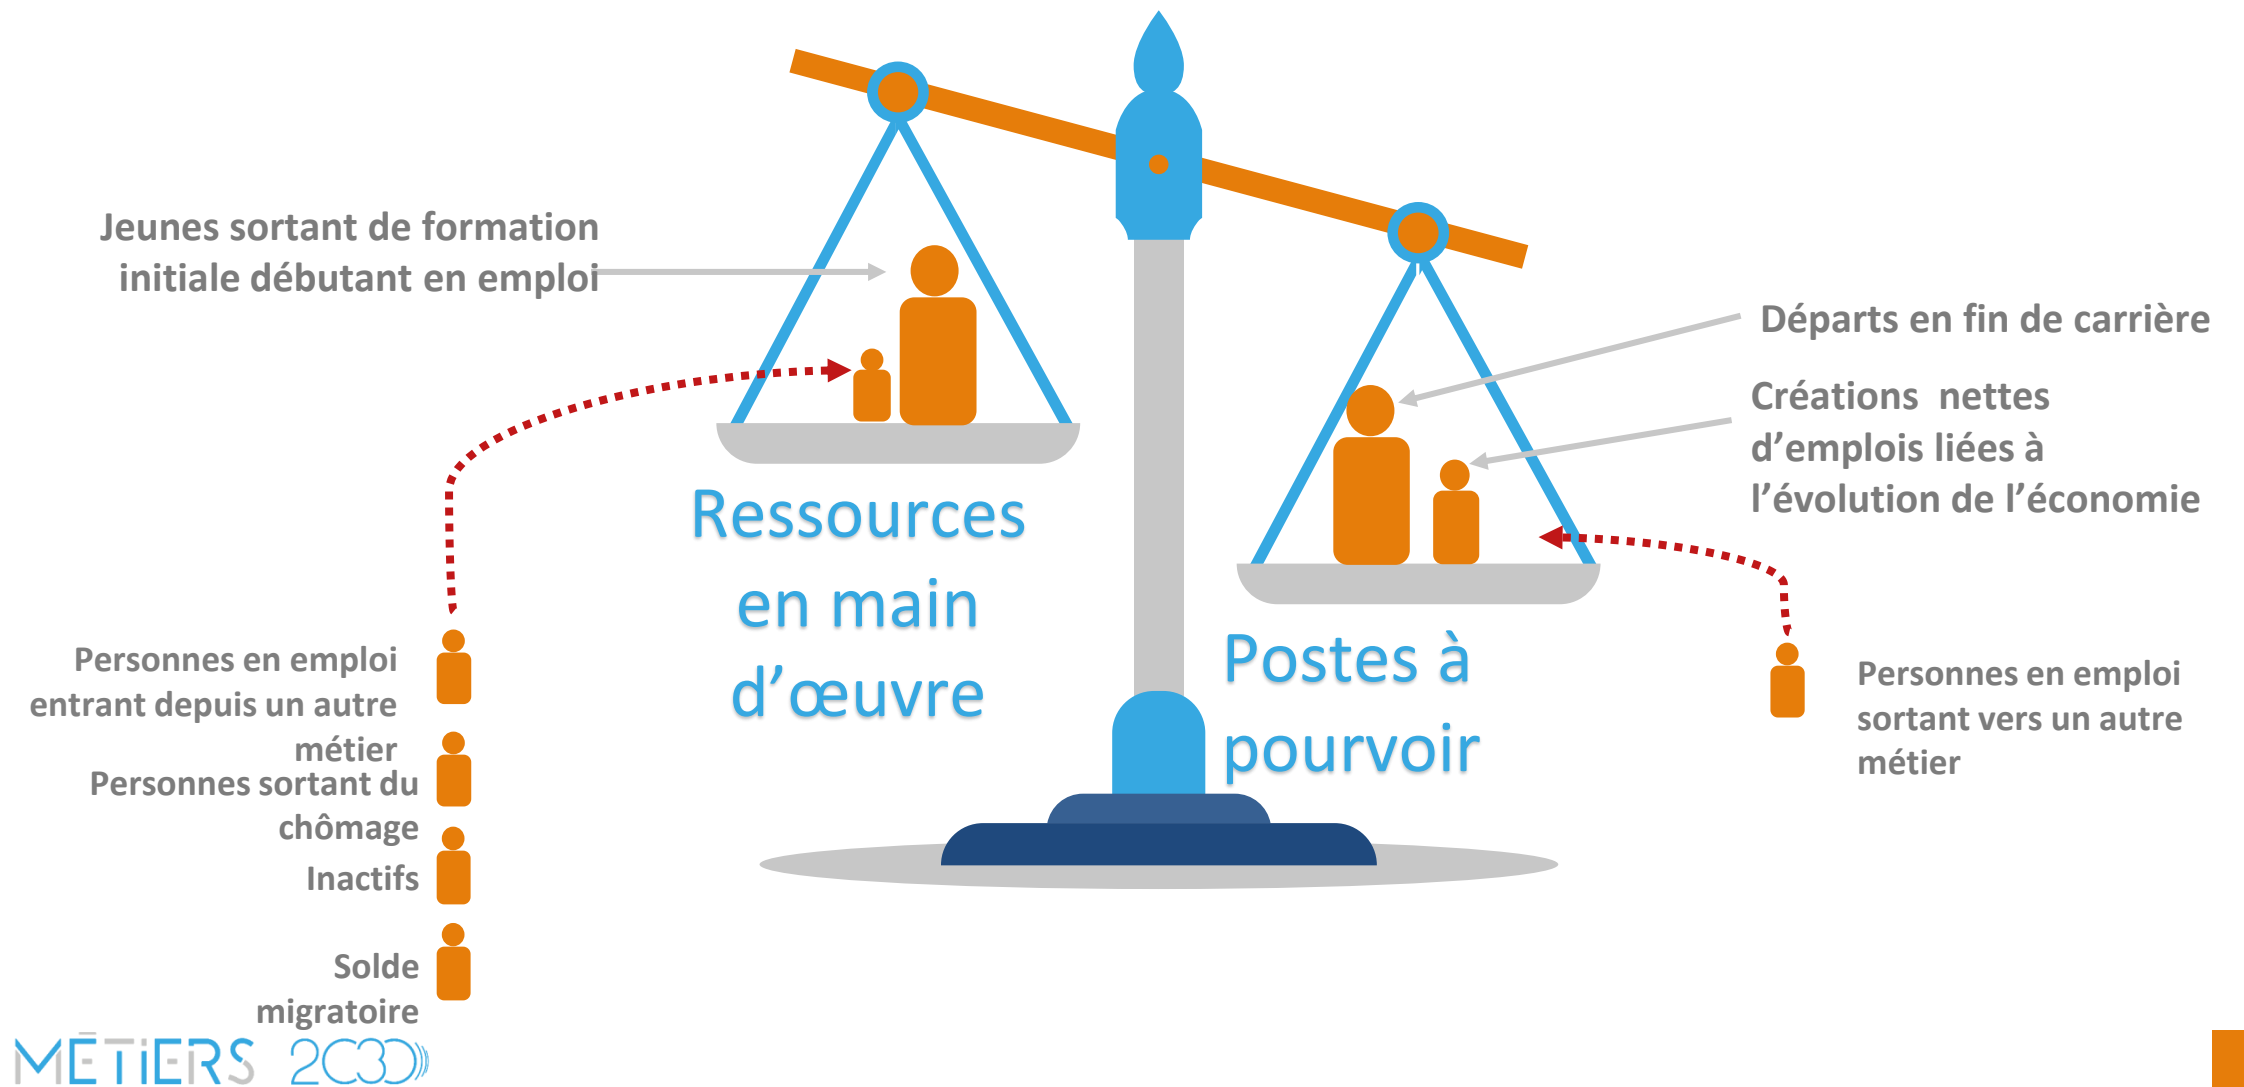 Jeunes sortant de formation
initiale débutant en emploi
Départs en fin de carrière
Créations  nettes
d’emplois liées à
l’évolution de l’économie
Ressources
en main
d’œuvre
Postes à
pourvoir
Personnes en emploi
entrant depuis un autre
métier
Personnes sortant du
chômage
Inactifs
Solde
migratoire
Personnes en emploi
sortant vers un autre
métier
MÉTiERS 2030